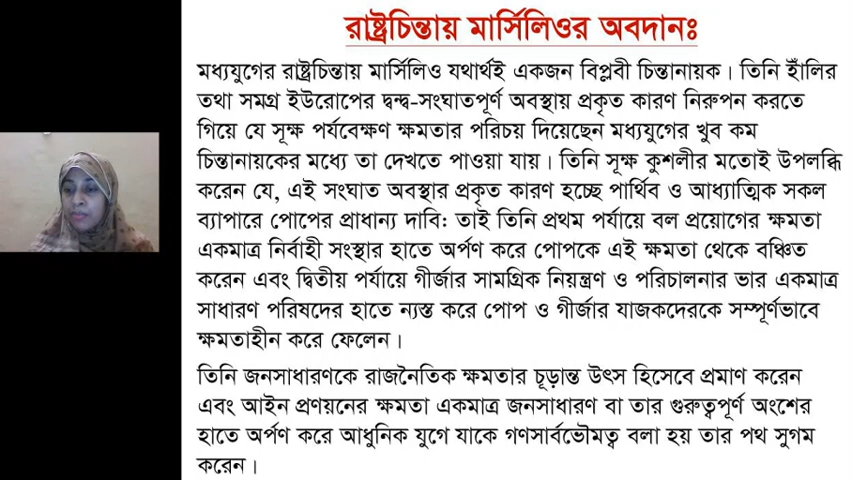 রাষ্ট্রচিন্তায় মার্সিলিওর অবদানঃ
মধ্যযুগের রাষ্ট্রচিন্তায় মার্সিলিও যথার্থই একজন বিপ্লবী চিন্তানায়ক। তিনি ইাঁলির
তথা সমগ্র ইউরোপের দ্বন্দ্ব-সংঘাতপূর্ণ অবস্থায় প্রকৃত কারণ নিরুপন করতে
গিয়ে যে সূক্ষ পর্যবেক্ষণ ক্ষমতার পরিচয় দিয়েছেন মধ্যযুগের খুব কম
চিন্তানায়কের মধ্যে তা দেখতে পাওয়া যায়। তিনি সূক্ষ কুশলীর মতোই উপলব্ধি
করেন যে, এই সংঘাত অবস্থার প্রকৃত কারণ হচ্ছে পার্থিব ও আধ্যাত্মিক সকল
ব্যাপারে পোপের প্রাধান্য দাবি: তাই তিনি প্রথম পর্যায়ে বল প্রয়োগের ক্ষমতা
একমাত্র নির্বাহী সংস্থার হাতে অর্পণ করে পোপকে এই ক্ষমতা থেকে বঞ্চিত
করেন এবং দ্বিতীয় পর্যায়ে গীর্জার সামগ্রিক নিয়ন্ত্রণ ও পরিচালনার ভার একমাত্র
সাধারণ পরিষদের হাতে ন্যস্ত করে পোপ ও গীর্জার যাজকদেরকে সম্পূর্ণভাবে
ক্ষমতাহীন করে ফেলেন।
তিনি জনসাধারণকে রাজনৈতিক ক্ষমতার চূড়ান্ত উৎস হিসেবে প্রমাণ করেন
এবং আইন প্রণয়নের ক্ষমতা একমাত্র জনসাধারণ বা তার গুরুত্বপূর্ণ অংশের
হাতে অর্পণ করে আধুনিক যুগে যাকে গণসার্বভৌমত্ব বলা হয় তার পথ সুগম
করেন।